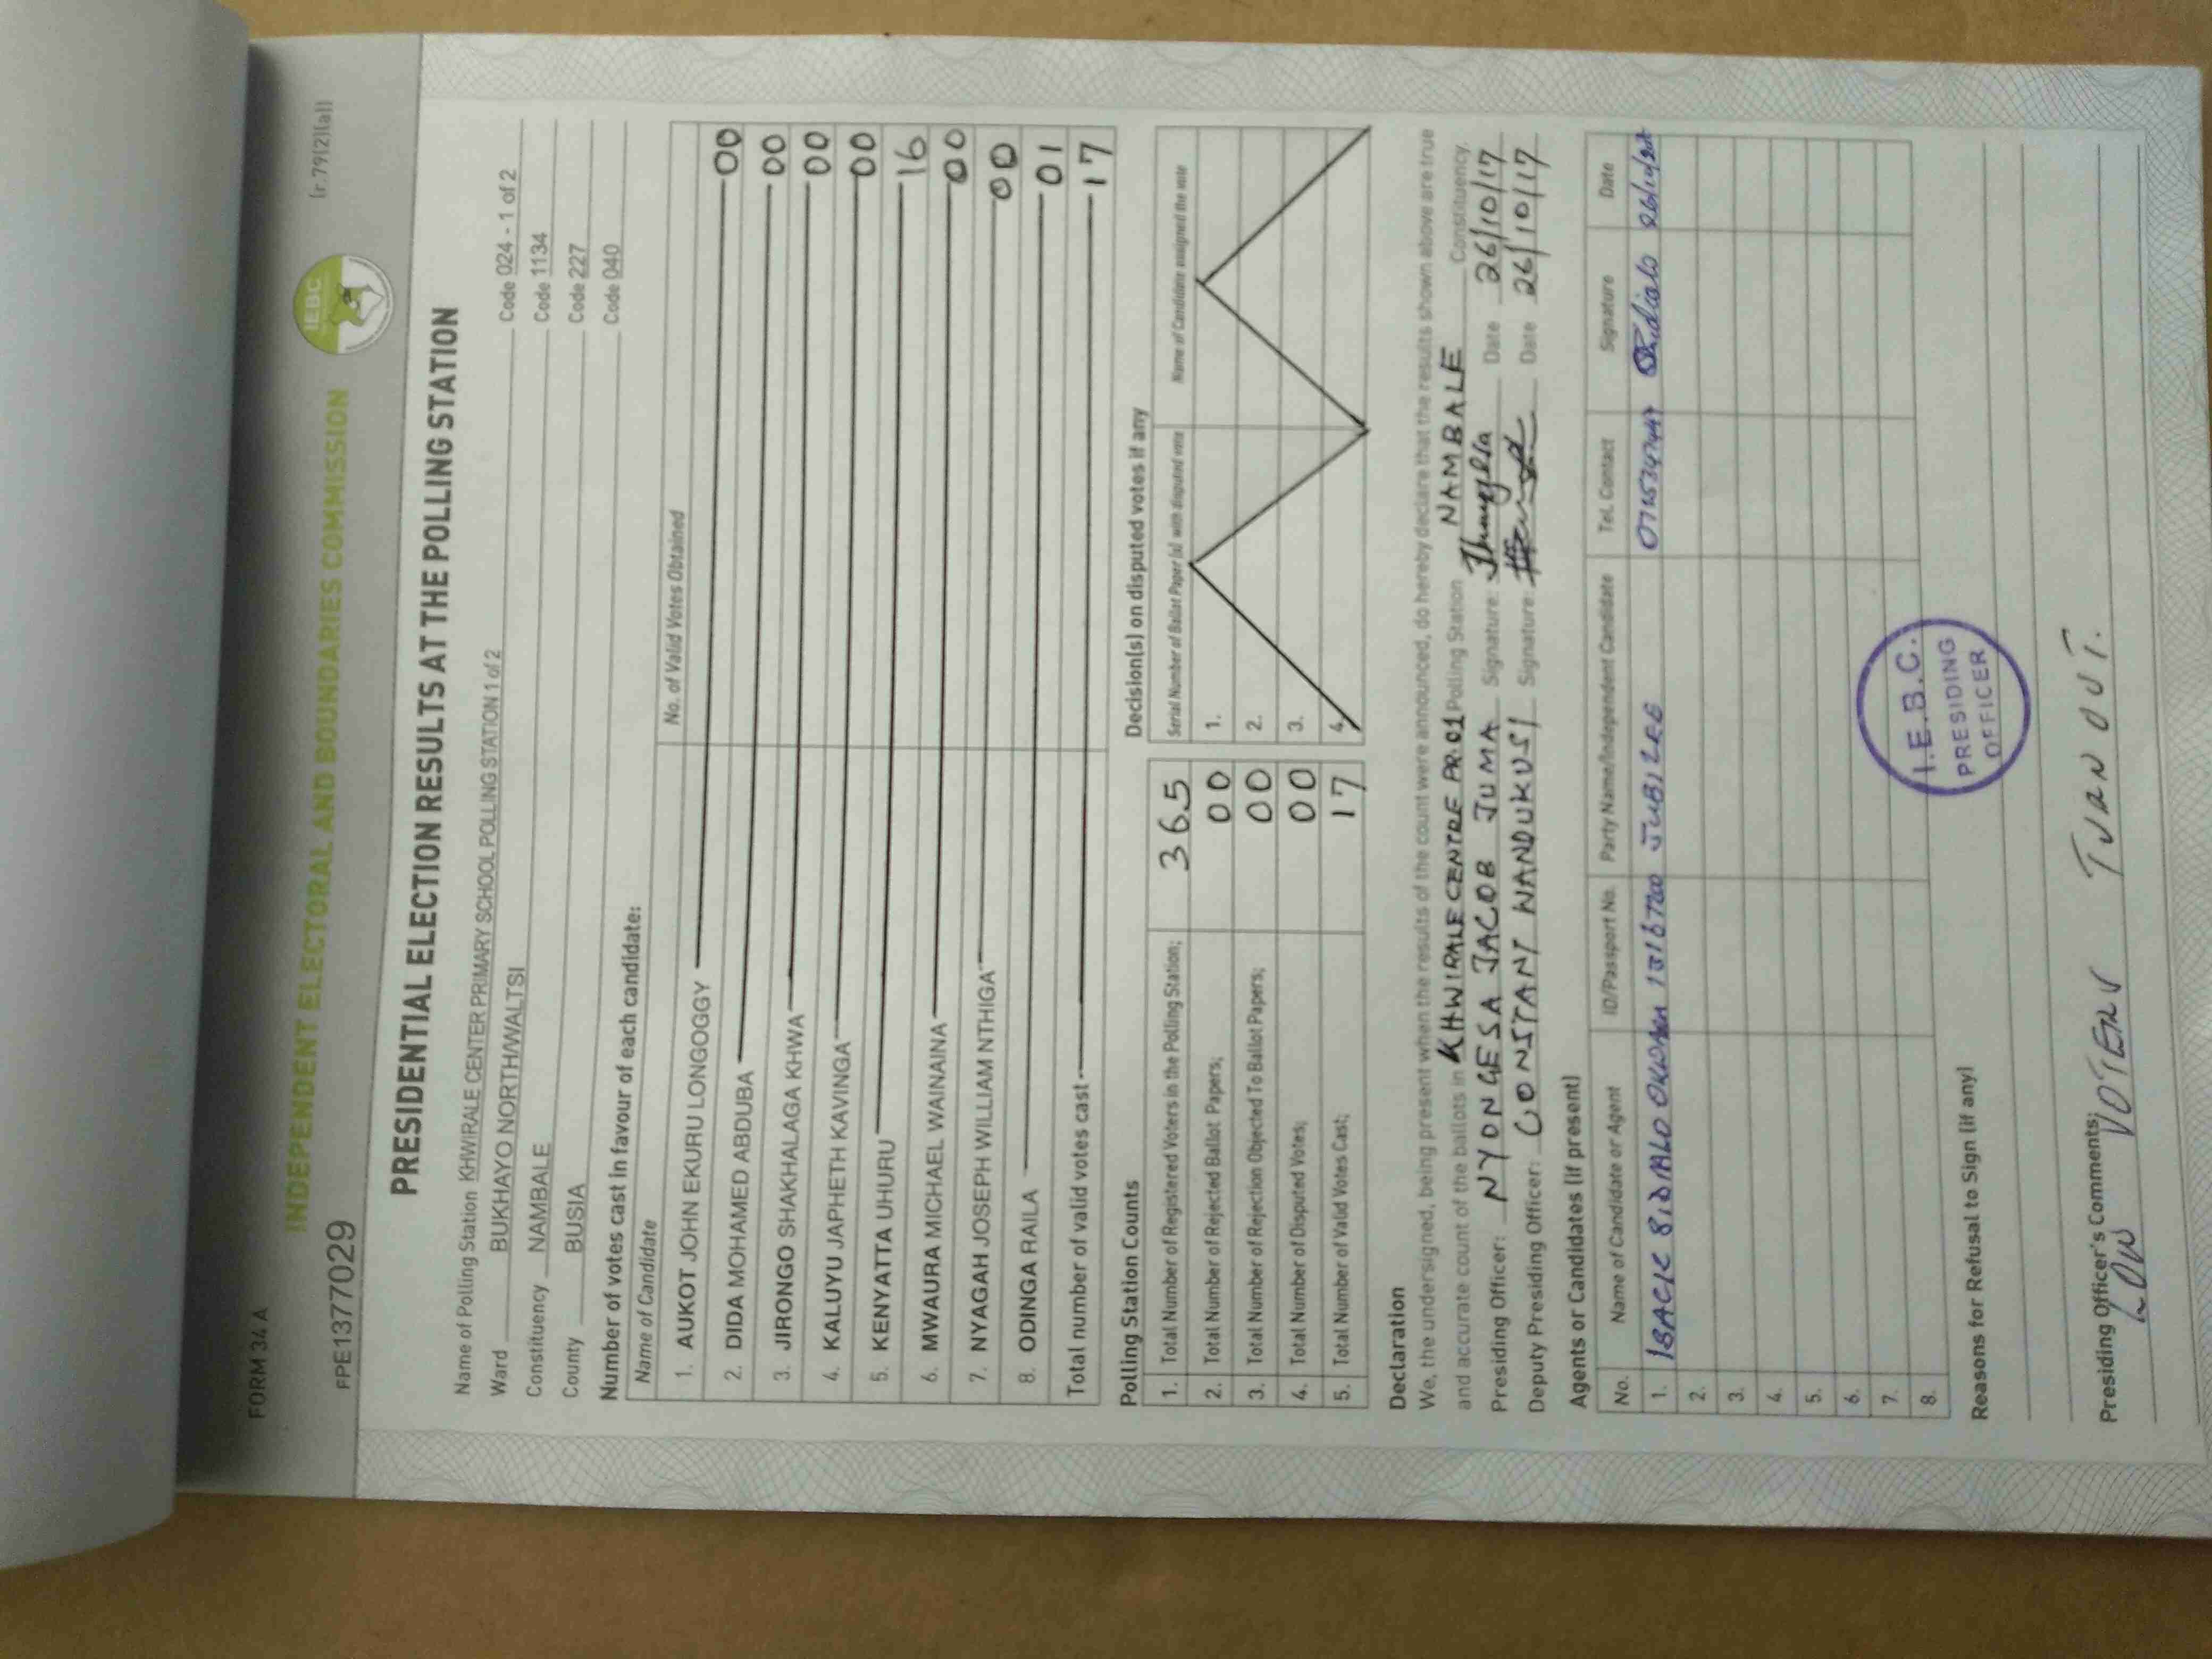 FORM 34 A
(r.79(2)(a))
INDEPENDENT ELECTORAL AND BOUNDARIES COMMISSION
IEBC
FPE1377029
PRESIDENTIAL ELECTION RESULTS AT THE POLLING STATION
Name of Polling Station KHWIRALE CENTER PRIMARY SCHOOL POLLING STATION 1 of 2 Code 024 - 1 of 2
Ward BUKHAYO NORTH/WALTSI Code 1134
Constituency NAMBALE Code 227
County BUSIA Code 040
Number of votes cast in favour of each candidate:
Name of Candidate No. of Valid Votes Obtained
1. AUKOT JOHN EKURU LONGOGGY 00
2. DIDA MOHAMED ABDUBA 00
3. JIRONGO SHAKHALAGA KHWA 00
4. KALUYU JAPHETH KAVINGA 00
5. KENYATTA UHURU 16
6. MWAURA MICHAEL WAINAINA 00
7. NYAGAH JOSEPH WILLIAM NTHIGA 00
8. ODINGA RAILA 01
Total number of valid votes cast 17
Polling Station Counts
1. Total Number of Registered Voters in the Polling Station; 365
2. Total Number of Rejected Ballot Papers; 00
3. Total Number of Rejection Objected To Ballot Papers; 00
4. Total Number of Disputed Votes; 00
5. Total Number of Valid Votes Cast; 17
Decision(s) on disputed votes if any
Serial Number of Ballot Paper (s) with disputed vote Name of Candidate assigned the vote
1.
2.
3.
4.
Declaration
We, the undersigned, being present when the results of the count were announced, do hereby declare that the results shown above are true
and accurate count of the ballots in KHWIRALE CENTRE PR 01 Polling Station NAMBALE Constituency.
Presiding Officer: NYONGESA JACOB JUMA Signature: Date 26/10/17
Deputy Presiding Officer: CONSTANT WANDUKUSI Signature: Date 26/10/17
Agents or Candidates (if present)
No. Name of Candidate or Agent ID/Passport No. Party Name/Independent Candidate Tel. Contact Signature Date
1. JUBILEE
2.
3.
4.
5.
6.
7.
8.
I.E.B.C.
PRESIDING
OFFICER
Reasons for Refusal to Sign (if any)
Presiding Officer's Comments:
LOW VOTERS TURN OUT.